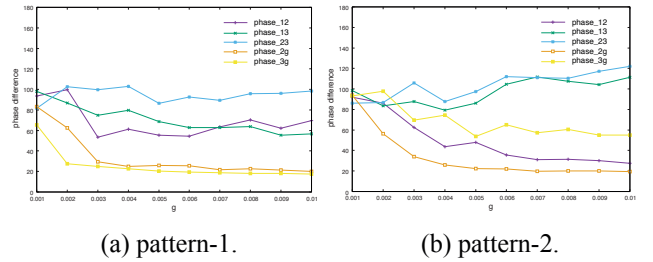 180
160
140
120
100
80
60
40
20
0
phase difference
0.001 0.002 0.003 0.004 0.005 0.006 0.007 0.008 0.009 0.01
g
phase_12
phase_13
phase_23
phase_2g
phase_3g
(a) pattern-1.
180
160
140
120
100
80
60
40
20
0
phase difference
0.001 0.002 0.003 0.004 0.005 0.006 0.007 0.008 0.009 0.01
g
phase_12
phase_13
phase_23
phase_2g
phase_3g
(b) pattern-2.